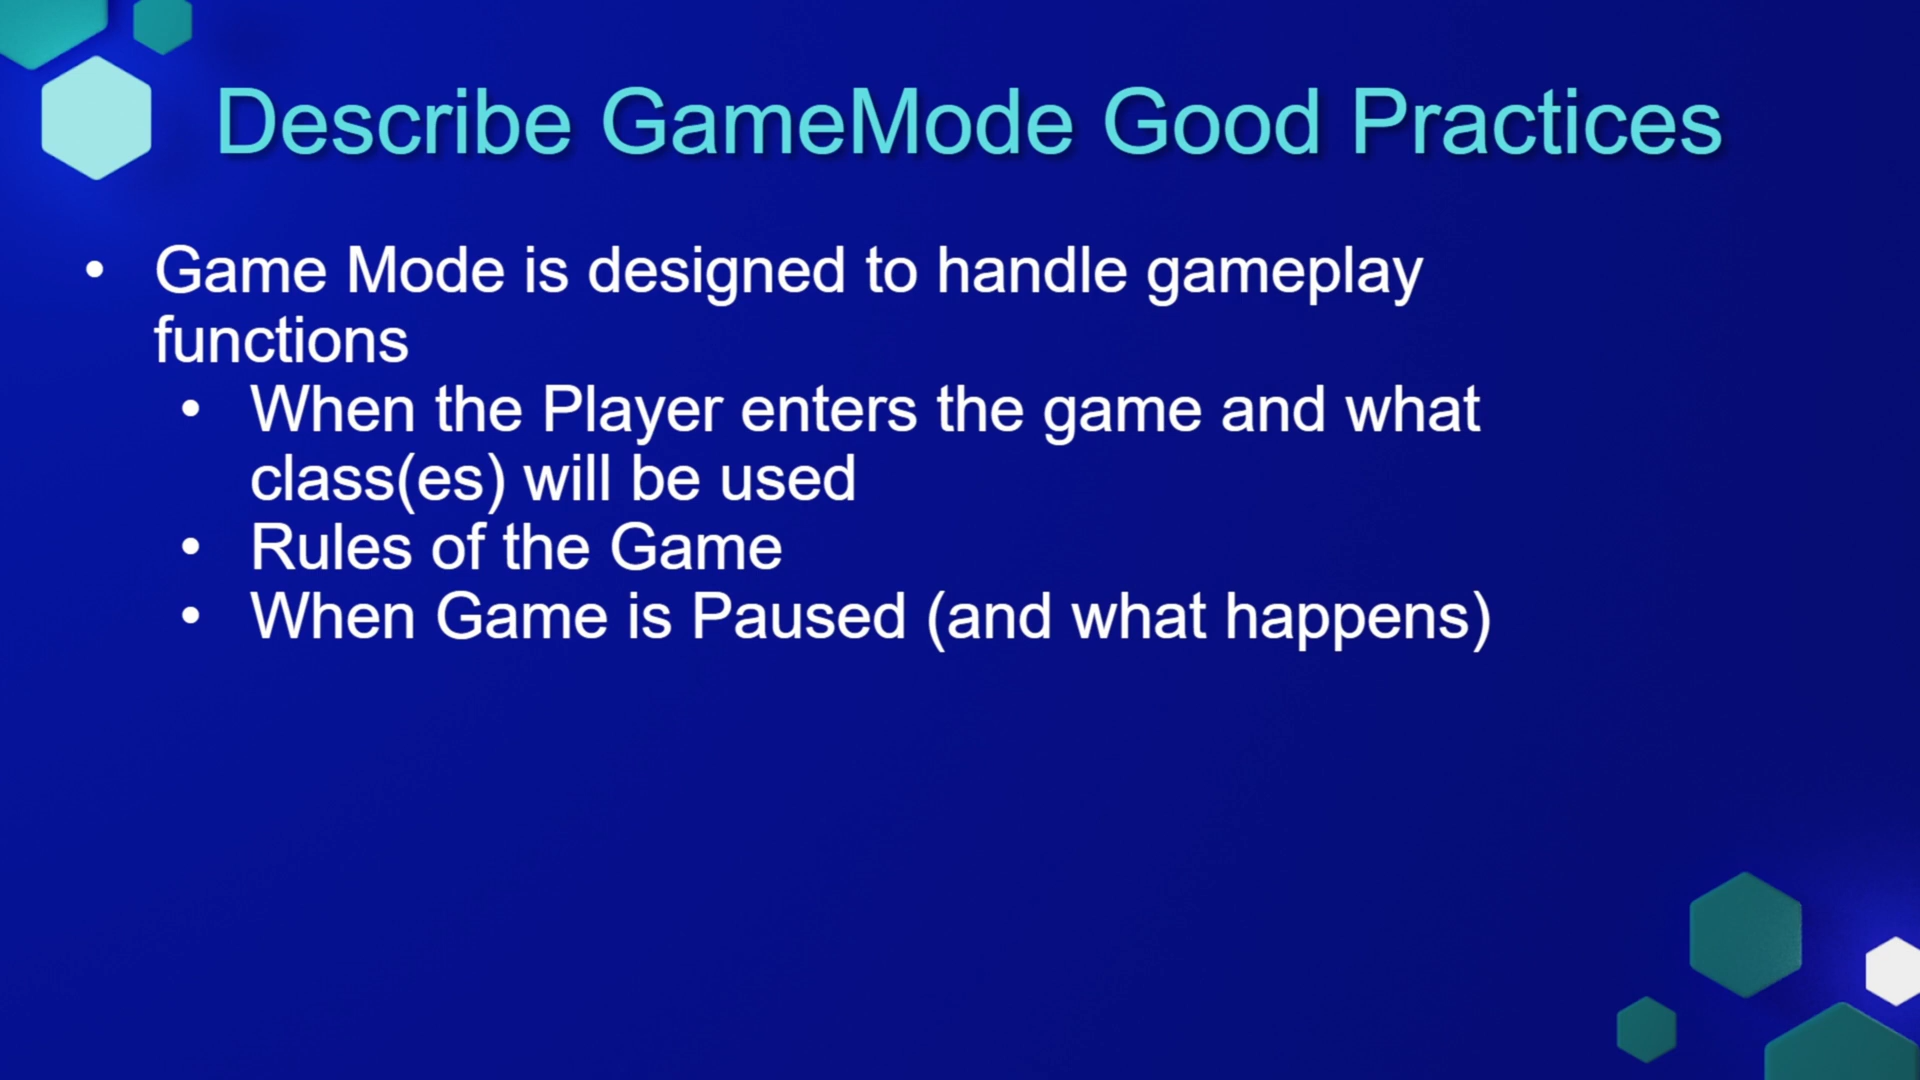 Describe GameMode Good Practices
• Game Mode is designed to handle gameplay
functions
• When the Player enters the game and what
class(es) will be used
• Rules of the Game
• When Game is Paused (and what happens)